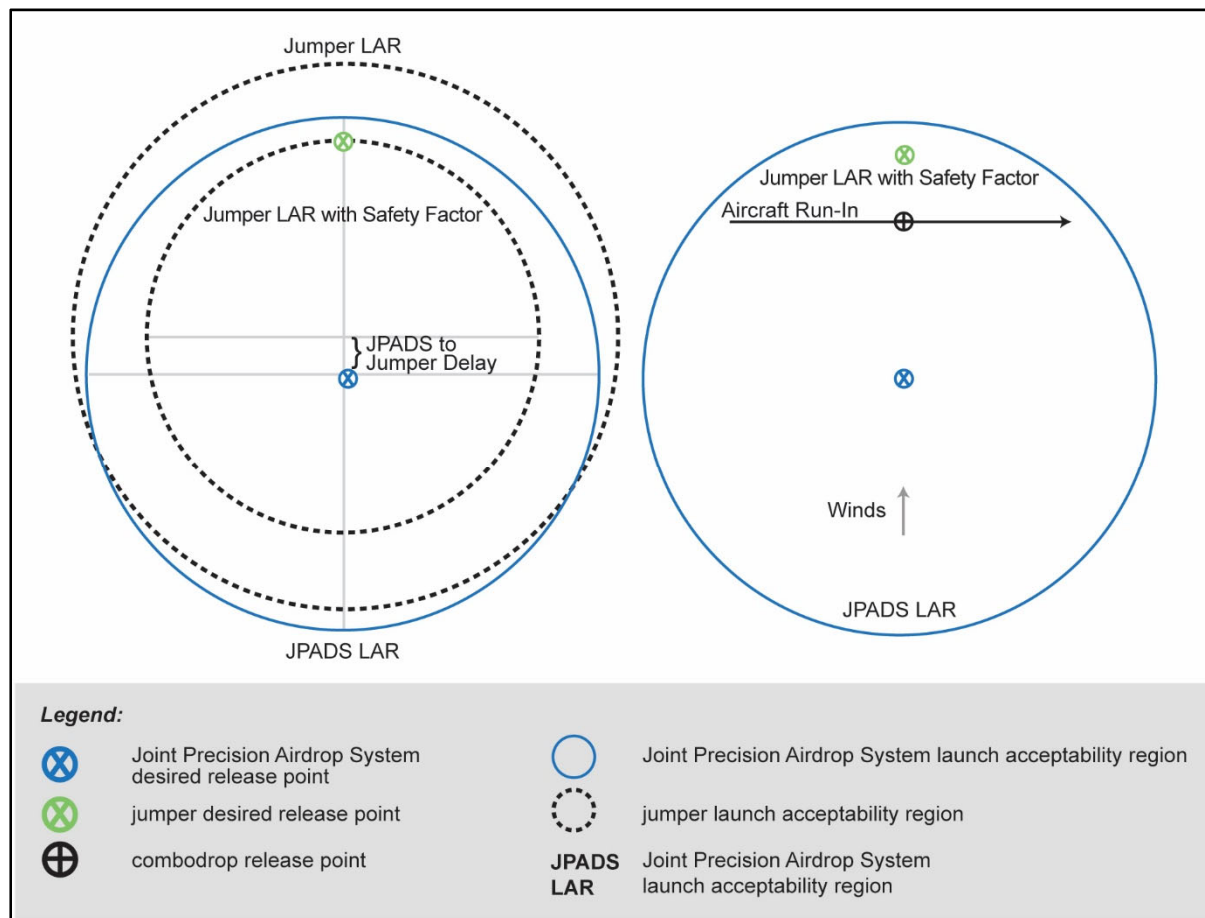 Jumper LAR
Jumper LAR with Safety Factor
JPADS to
Jumper Delay
JPADS LAR
Jumper LAR with Safety Factor
Aircraft Run-In
Winds
JPADS LAR
Legend:
Joint Precision Airdrop System
desired release point
jumper desired release point
combodrop release point
Joint Precision Airdrop System launch acceptability region
jumper launch acceptability region
JPADS Joint Precision Airdrop System
LAR launch acceptability region